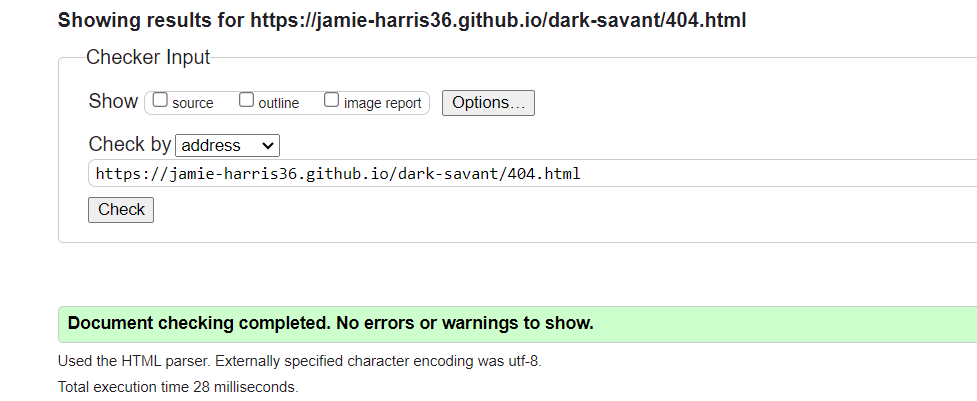 Showing results for https://jamie-harris36.github.io/dark-savant/404.html
Checker Input
Show source outline image report Options...
Check by address
https://jamie-harris36.github.io/dark-savant/404.html
Check
Document checking completed. No errors or warnings to show.
Used the HTML parser. Externally specified character encoding was utf-8.
Total execution time 28 milliseconds.